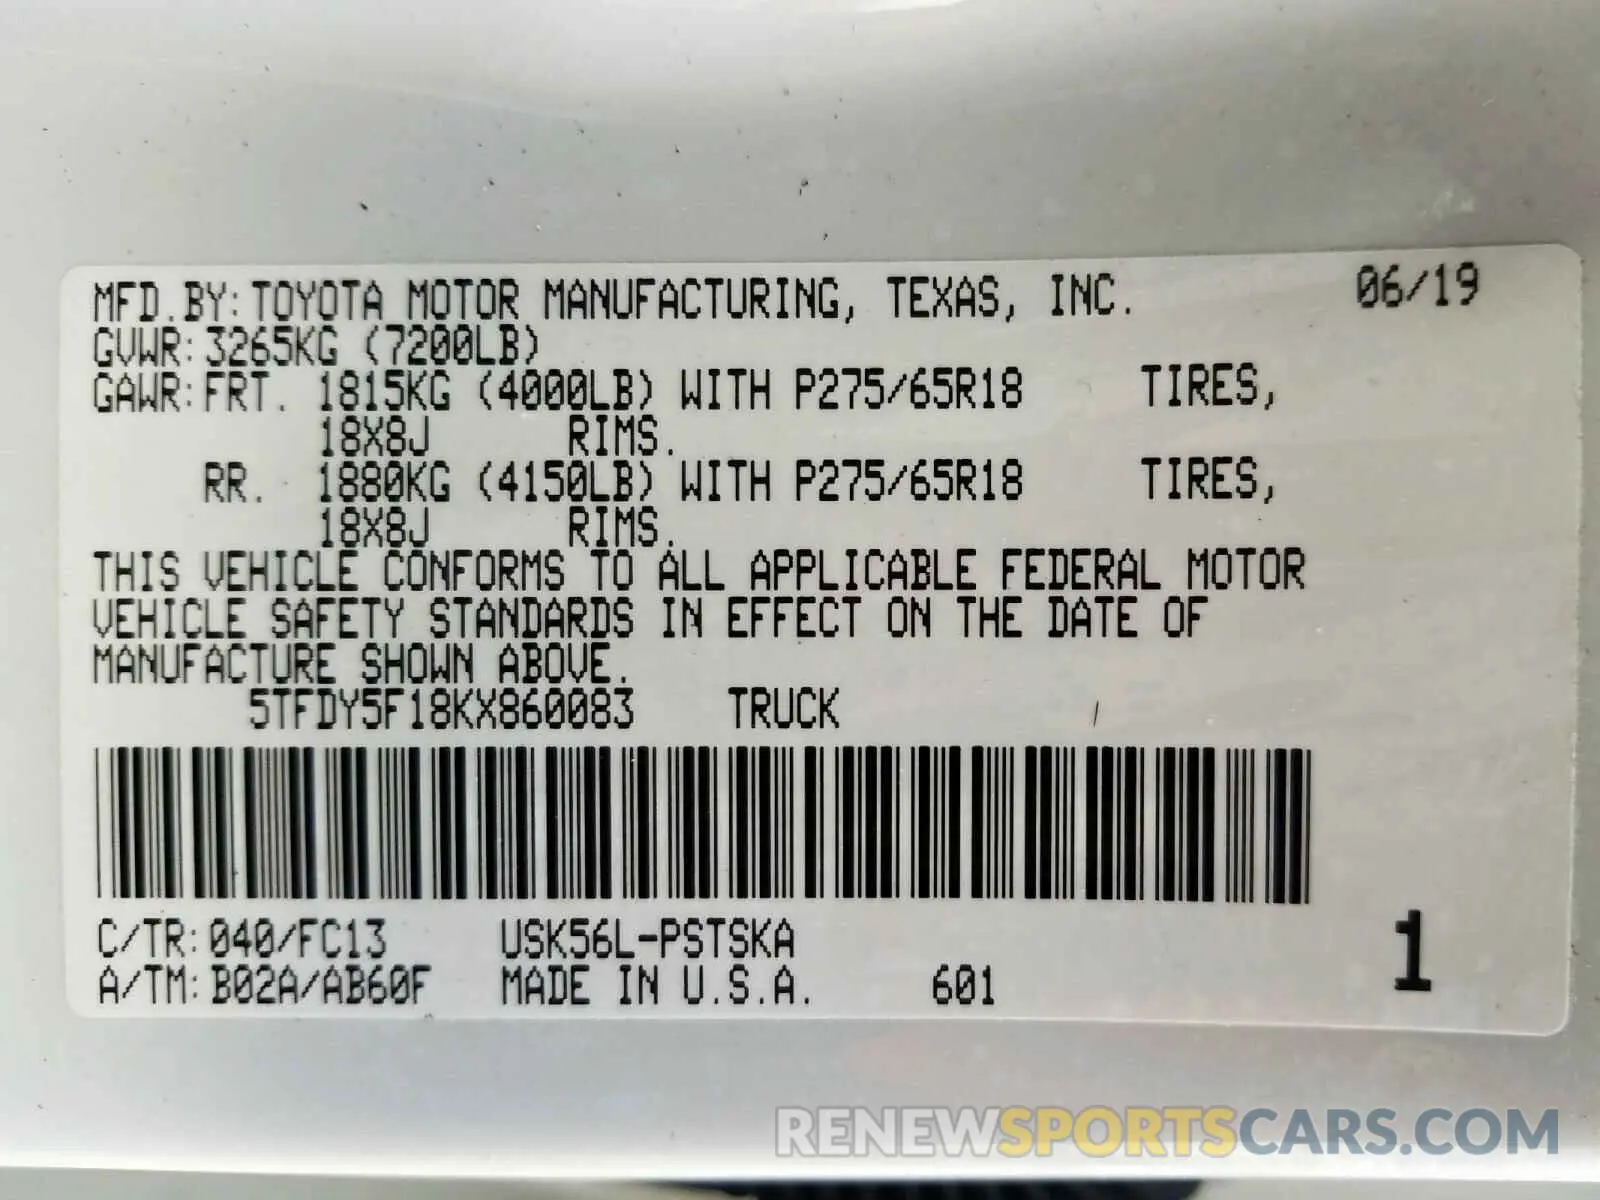 MFD.BY:TOYOTA MOTOR MANUFACTURING, TEXAS, INC. 06/19
GVWR:3265KG (7200LB)
GAWR:FRT. 1815KG (4000LB) WITH P275/65R18 TIRES,
18X8J RIMS.
RR. 1880KG (4150LB) WITH P275/65R18 TIRES,
18X8J RIMS.
THIS VEHICLE CONFORMS TO ALL APPLICABLE FEDERAL MOTOR
VEHICLE SAFETY STANDARDS IN EFFECT ON THE DATE OF
MANUFACTURE SHOWN ABOVE.
5TFDY5F18KX860083 TRUCK
C/TR:040/FC13 USK56L-PSTSKA
A/TM:B02A/AB60F MADE IN U.S.A. 601 1
RENEWSPORTSCARS.COM